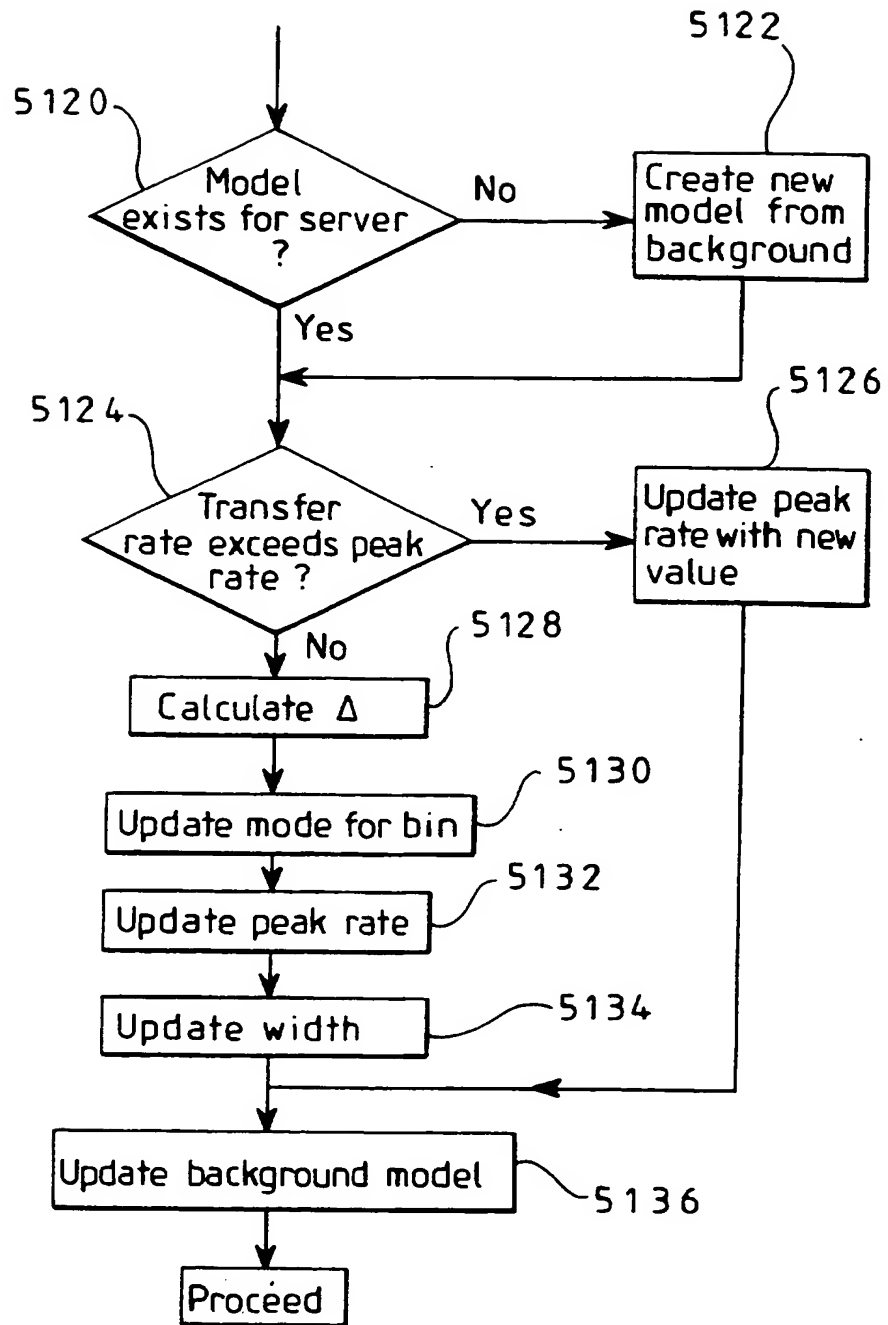 5122
5120
Model
exists for server
?
No
Create new
model from
background
Yes
5124
5126
Transfer
rate exceeds peak
rate ?
Yes
Update peak
rate with new
value
No
5128
Calculate Δ
5130
Update mode for bin
5132
Update peak rate
5134
Update width
Update background model
5136
Proceed